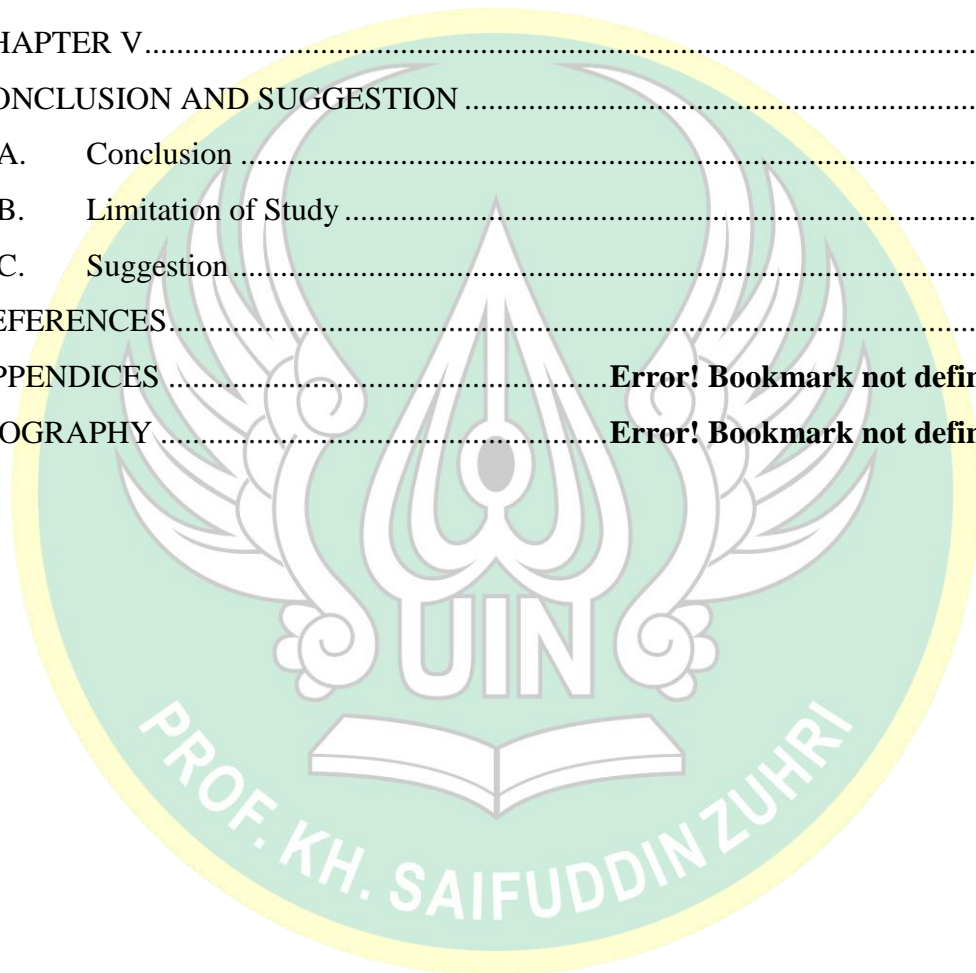 HAPTER V
ONCLUSION AND SUGGESTION
A. Conclusion
B. Limitation of Study
C. Suggestion
EFERENCES
PPENDICES Error! Bookmark not defin
OGRAPHY Error! Bookmark not defin
UIN
PROF. KH. SAIFUDDIN ZUHRI